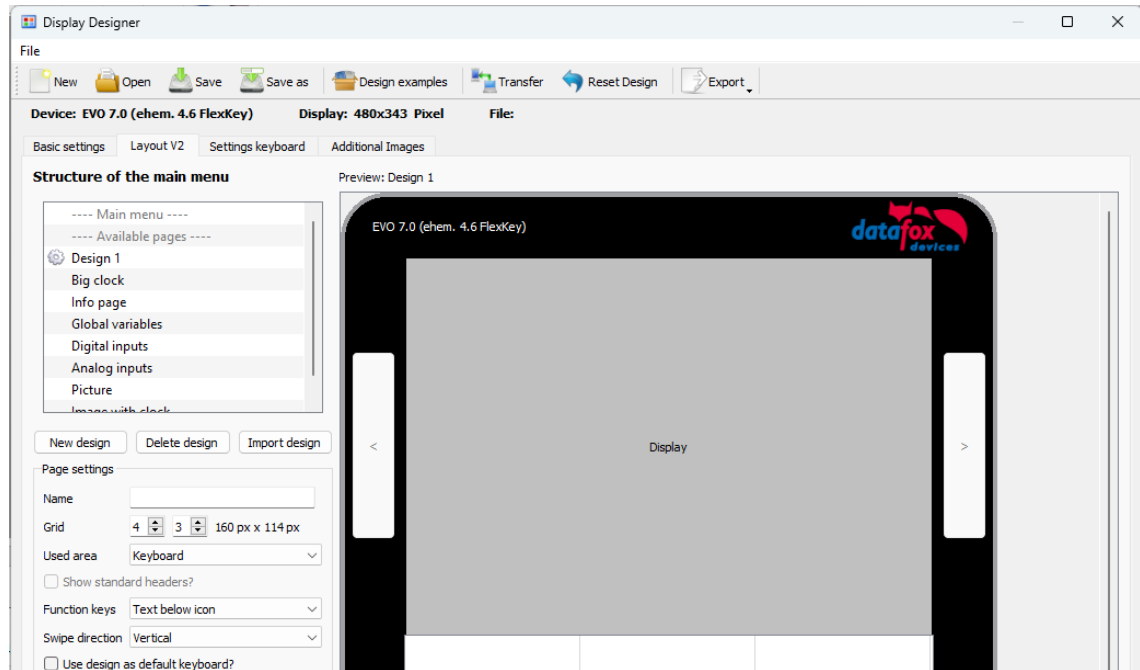 Display Designer
File
New Open Save Save as Design examples Transfer Reset Design Export
Device: EVO 7.0 (ehem. 4.6 FlexKey) Display: 480x343 Pixel File:
Basic settings Layout V2 Settings keyboard Additional Images
Structure of the main menu
Preview: Design 1
---- Main menu ----
---- Available pages ----
Design 1
Big clock
Info page
Global variables
Digital inputs
Analog inputs
Picture
Image with clock
New design Delete design Import design
Page settings
Name
Grid 4 3 160 px x 114 px
Used area Keyboard
Show standard headers?
Function keys Text below icon
Swipe direction Vertical
Use design as default keyboard?
EVO 7.0 (ehem. 4.6 FlexKey)
datafox
devices
< Display >